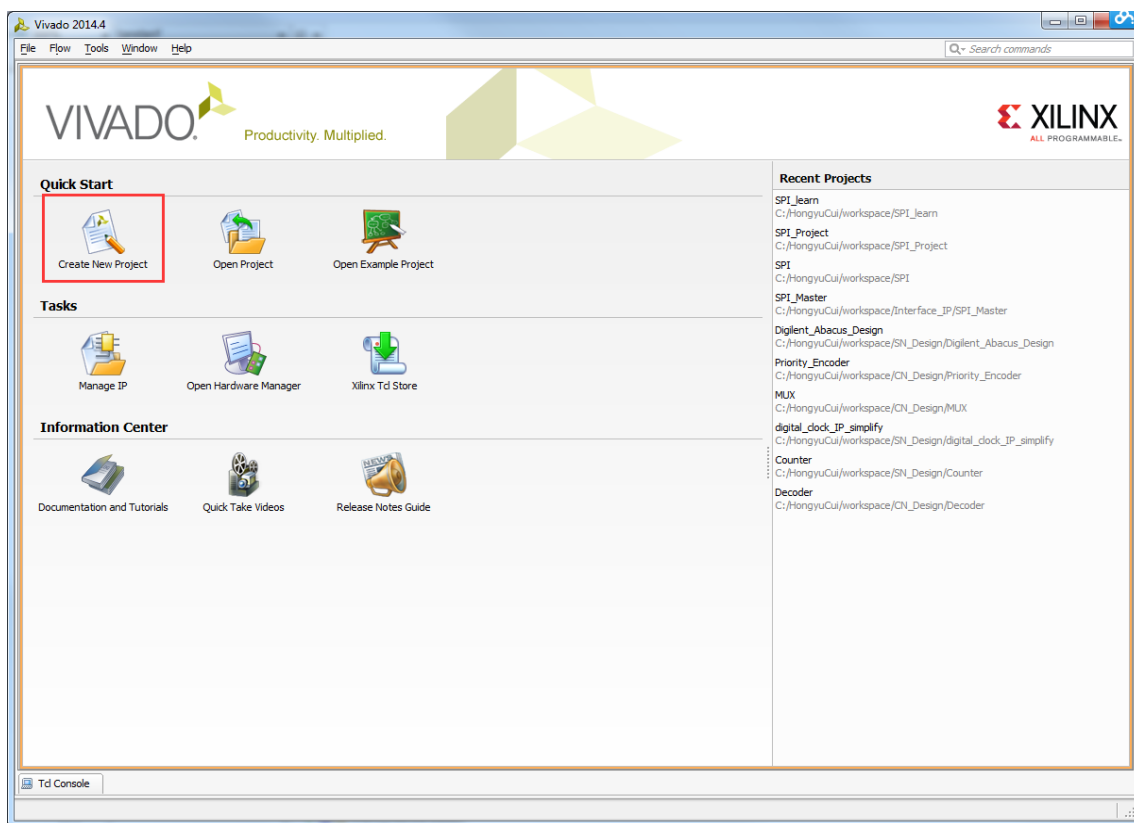 Vivado 2014.4
File Flow Tools Window Help
Search commands
VIVADO.
Productivity. Multiplied.
XILINX
ALL PROGRAMMABLE™
Quick Start
Create New Project
Open Project
Open Example Project
Tasks
Manage IP
Open Hardware Manager
Xilinx Tcl Store
Information Center
NEWS
Documentation and Tutorials
Quick Take Videos
Release Notes Guide
Recent Projects
SPI_learn
C:/HongyuCui/workspace/SPI_learn
SPI_Project
C:/HongyuCui/workspace/SPI_Project
SPI
C:/HongyuCui/workspace/SPI
SPI_Master
C:/HongyuCui/workspace/Interface_IP/SPI_Master
Digilent_Abacus_Design
C:/HongyuCui/workspace/SN_Design/Digilent_Abacus_Design
Priority_Encoder
C:/HongyuCui/workspace/CN_Design/Priority_Encoder
MUX
C:/HongyuCui/workspace/CN_Design/MUX
digital_clock_IP_simplify
C:/HongyuCui/workspace/SN_Design/digital_clock_IP_simplify
Counter
C:/HongyuCui/workspace/SN_Design/Counter
Decoder
C:/HongyuCui/workspace/CN_Design/Decoder
Tcl Console